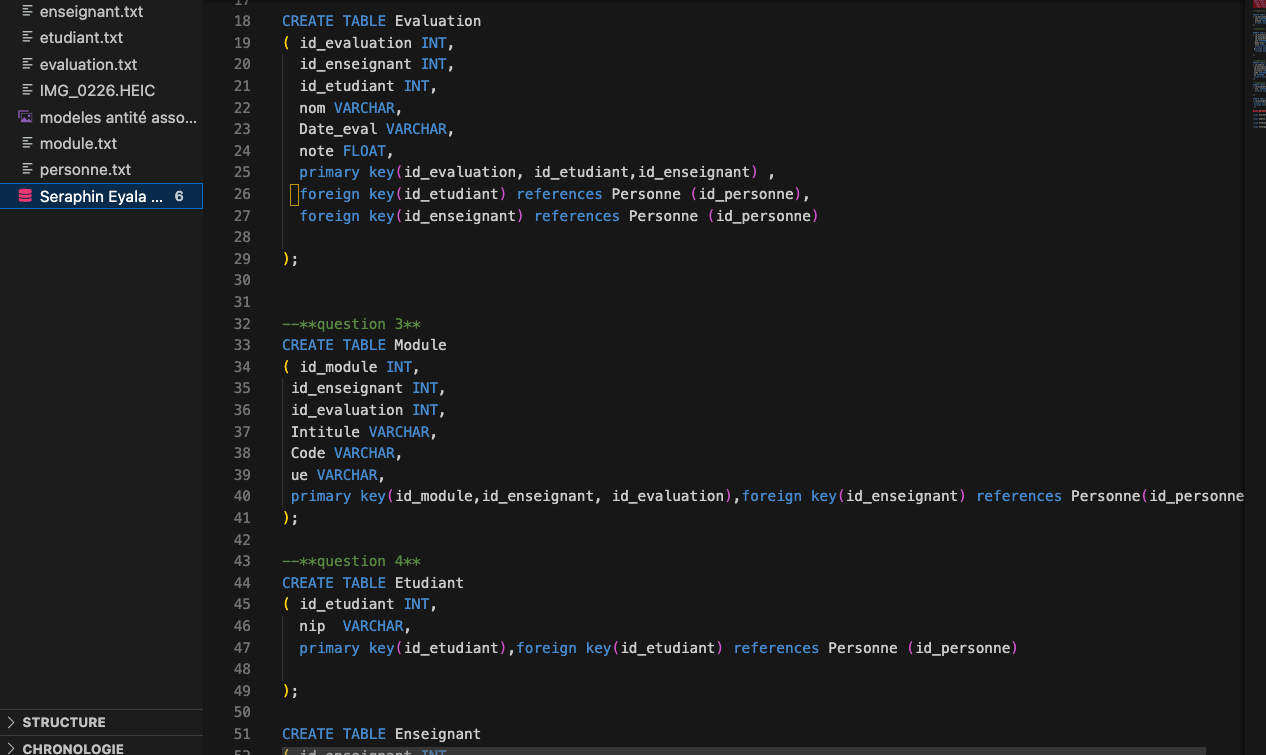 enseignant.txt
etudiant.txt
evaluation.txt
IMG_0226.HEIC
modeles antité asso...
module.txt
personne.txt
Seraphin Eyala ... 6
STRUCTURE
CHRONOLOGIE
17
18 CREATE TABLE Evaluation
19 ( id_evaluation INT,
20 id_enseignant INT,
21 id_etudiant INT,
22 nom VARCHAR,
23 Date_eval VARCHAR,
24 note FLOAT,
25 primary key(id_evaluation, id_etudiant,id_enseignant) ,
26 foreign key(id_etudiant) references Personne (id_personne),
27 foreign key(id_enseignant) references Personne (id_personne)
28
29 );
30
31
32 --**question 3**
33 CREATE TABLE Module
34 ( id_module INT,
35 id_enseignant INT,
36 id_evaluation INT,
37 Intitule VARCHAR,
38 Code VARCHAR,
39 ue VARCHAR,
40 primary key(id_module,id_enseignant, id_evaluation),foreign key(id_enseignant) references Personne(id_personne
41 );
42
43 --**question 4**
44 CREATE TABLE Etudiant
45 ( id_etudiant INT,
46 nip  VARCHAR,
47 primary key(id_etudiant),foreign key(id_etudiant) references Personne (id_personne)
48
49 );
50
51 CREATE TABLE Enseignant
52 ( id_enseignant INT